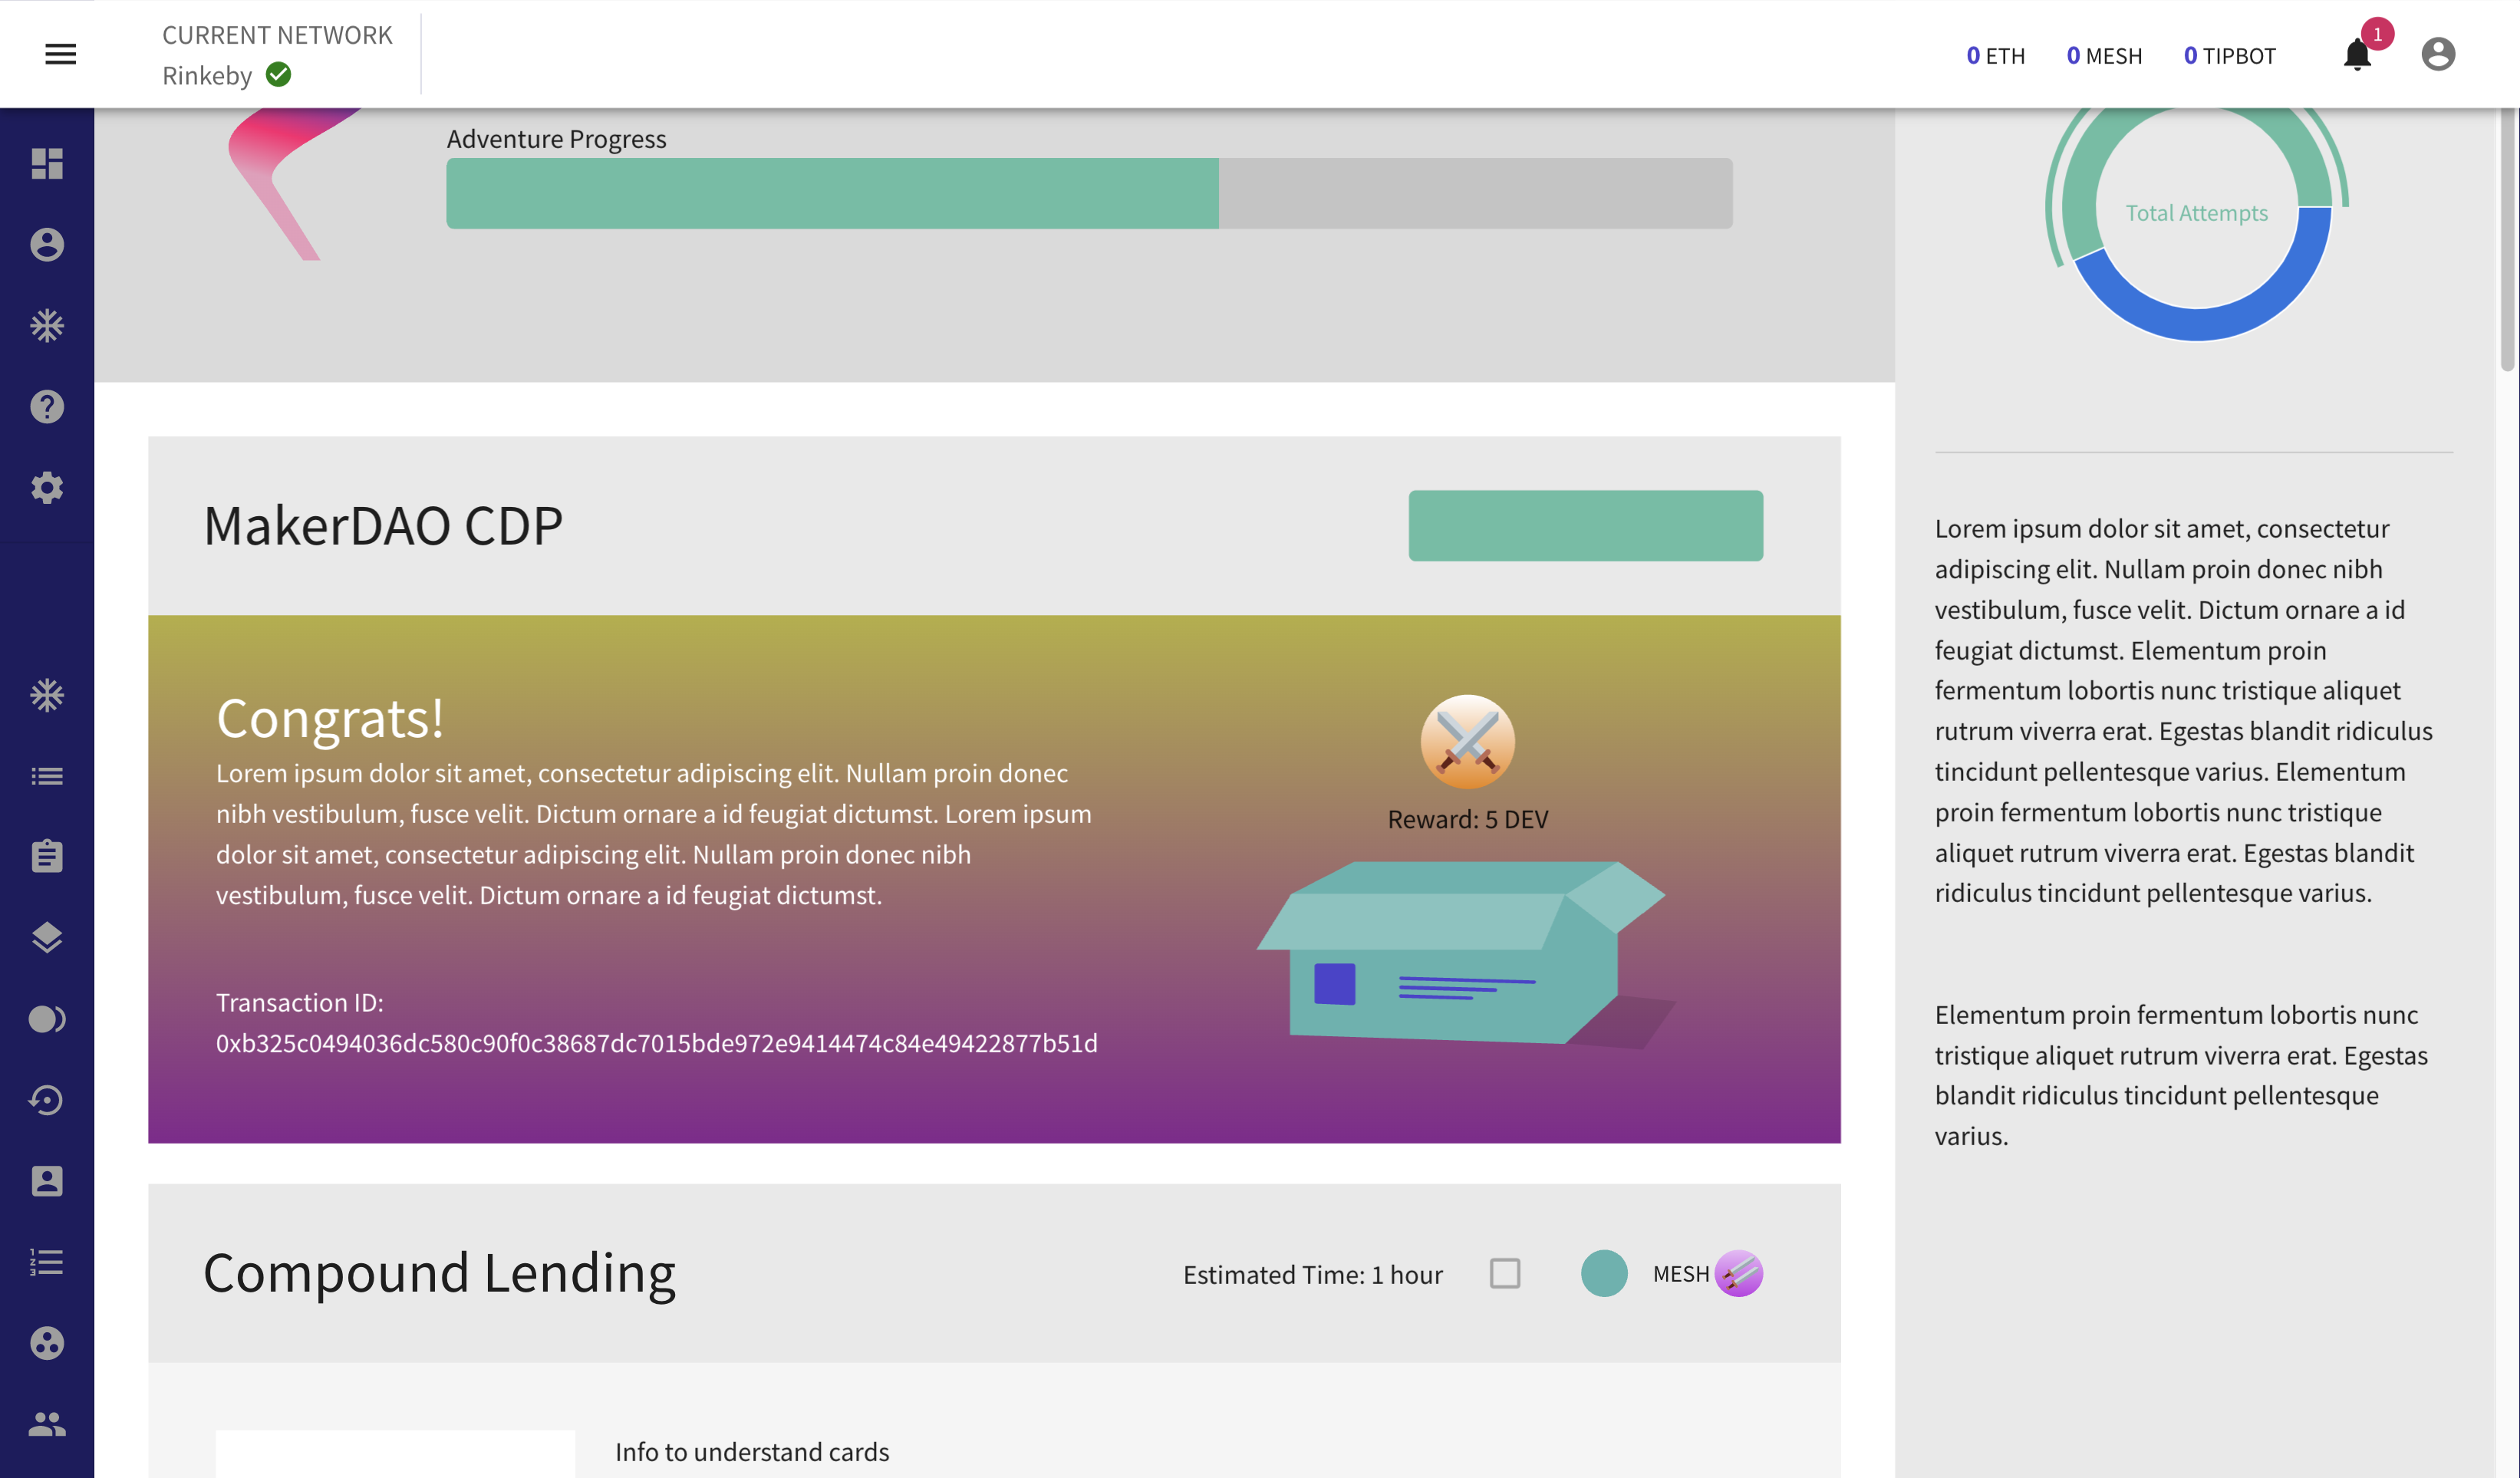 CURRENT NETWORK
Rinkeby
0 ETH 0 MESH 0 TIPBOT 1
Adventure Progress
Total Attempts
MakerDAO CDP
Congrats!
Lorem ipsum dolor sit amet, consectetur adipiscing elit. Nullam proin donec
nibh vestibulum, fusce velit. Dictum ornare a id feugiat dictumst. Lorem ipsum
dolor sit amet, consectetur adipiscing elit. Nullam proin donec nibh
vestibulum, fusce velit. Dictum ornare a id feugiat dictumst.
Transaction ID:
0xb325c0494036dc580c90f0c38687dc7015bde972e9414474c84e49422877b51d
Reward: 5 DEV
Compound Lending
Estimated Time: 1 hour
MESH
Info to understand cards
Lorem ipsum dolor sit amet, consectetur
adipiscing elit. Nullam proin donec nibh
vestibulum, fusce velit. Dictum ornare a id
feugiat dictumst. Elementum proin
fermentum lobortis nunc tristique aliquet
rutrum viverra erat. Egestas blandit ridiculus
tincidunt pellentesque varius. Elementum
proin fermentum lobortis nunc tristique
aliquet rutrum viverra erat. Egestas blandit
ridiculus tincidunt pellentesque varius.
Elementum proin fermentum lobortis nunc
tristique aliquet rutrum viverra erat. Egestas
blandit ridiculus tincidunt pellentesque
varius.